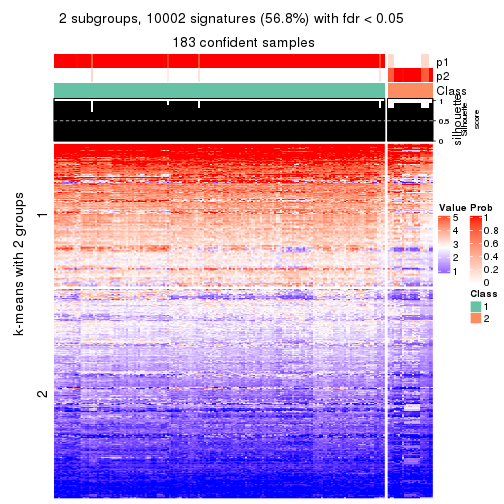 2 subgroups, 10002 signatures (56.8%) with fdr < 0.05
183 confident samples
p1
p2
Class
1
0.5
0
silhouette
Silhouette
score
k-means with 2 groups
1
2
Value
5
4
3
2
1
Prob
1
0.8
0.6
0.4
0.2
0
Class
1
2